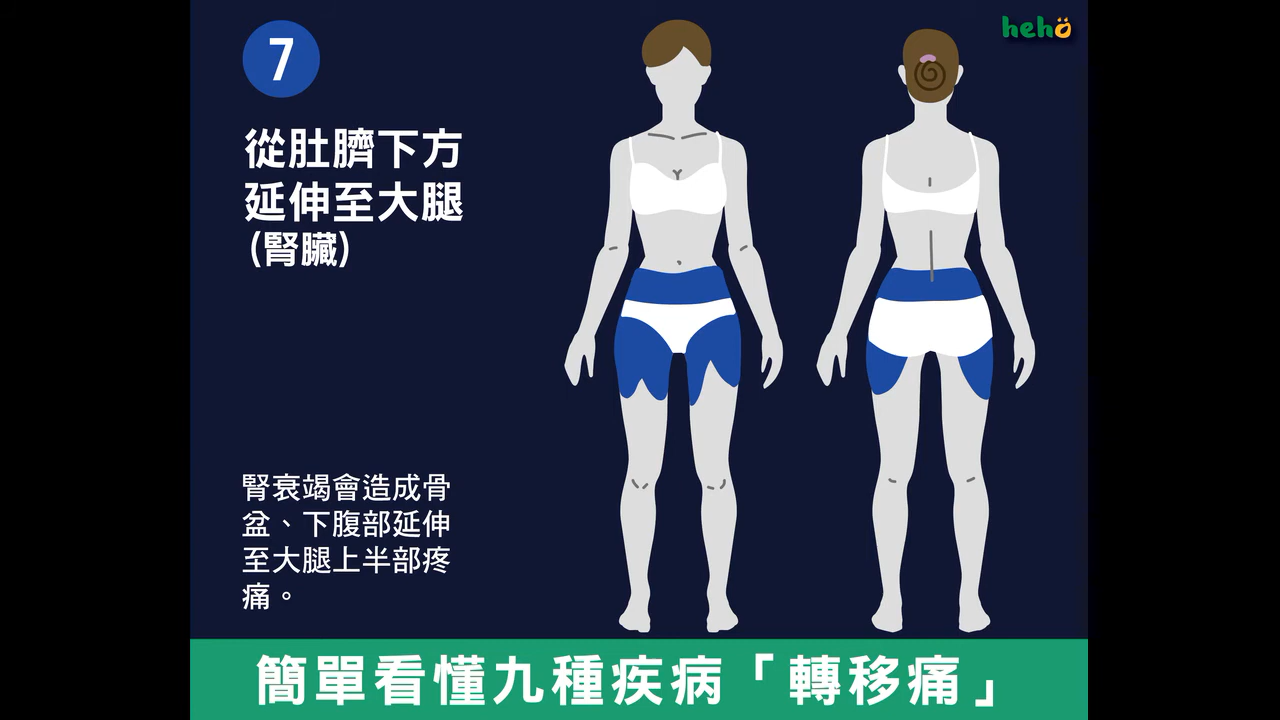 7
heho
從肚臍下方
延伸至大腿
(腎臟)
腎衰竭會造成骨
盆、下腹部延伸
至大腿上半部疼
痛。
簡單看懂九種疾病「轉移痛」